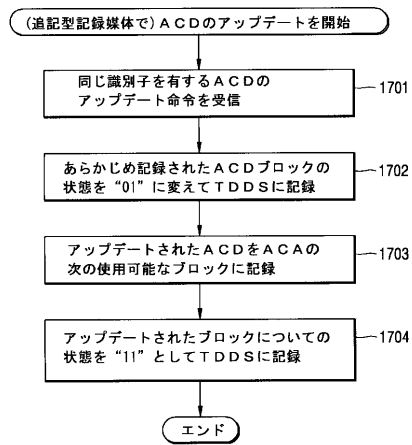 (追記型記録媒体で)ＡＣＤのアップデートを開始
同じ識別子を有するＡＣＤの
アップデート命令を受信
1701
あらかじめ記録されたＡＣＤブロックの
状態を“01”に変えてＴＤＤＳに記録
1702
アップデートされたＡＣＤをＡＣＡの
次の使用可能なブロックに記録
1703
アップデートされたブロックについての
状態を“11”としてＴＤＤＳに記録
1704
エンド